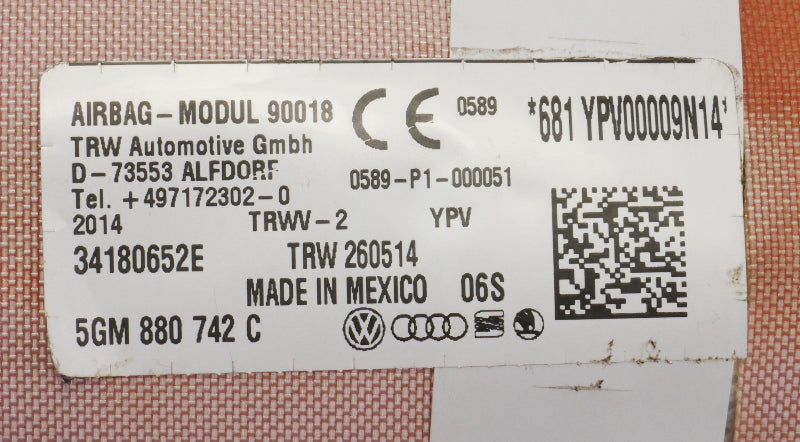 AIRBAG-MODUL 90018 CE 0589 *681 YPV00009N14*
TRW Automotive Gmbh
D-73553 ALFDORF 0589-P1-000051
Tel. +497172302-0
2014 TRWV-2 YPV
34180652E TRW 260514
MADE IN MEXICO 06S
5GM 880 742 C